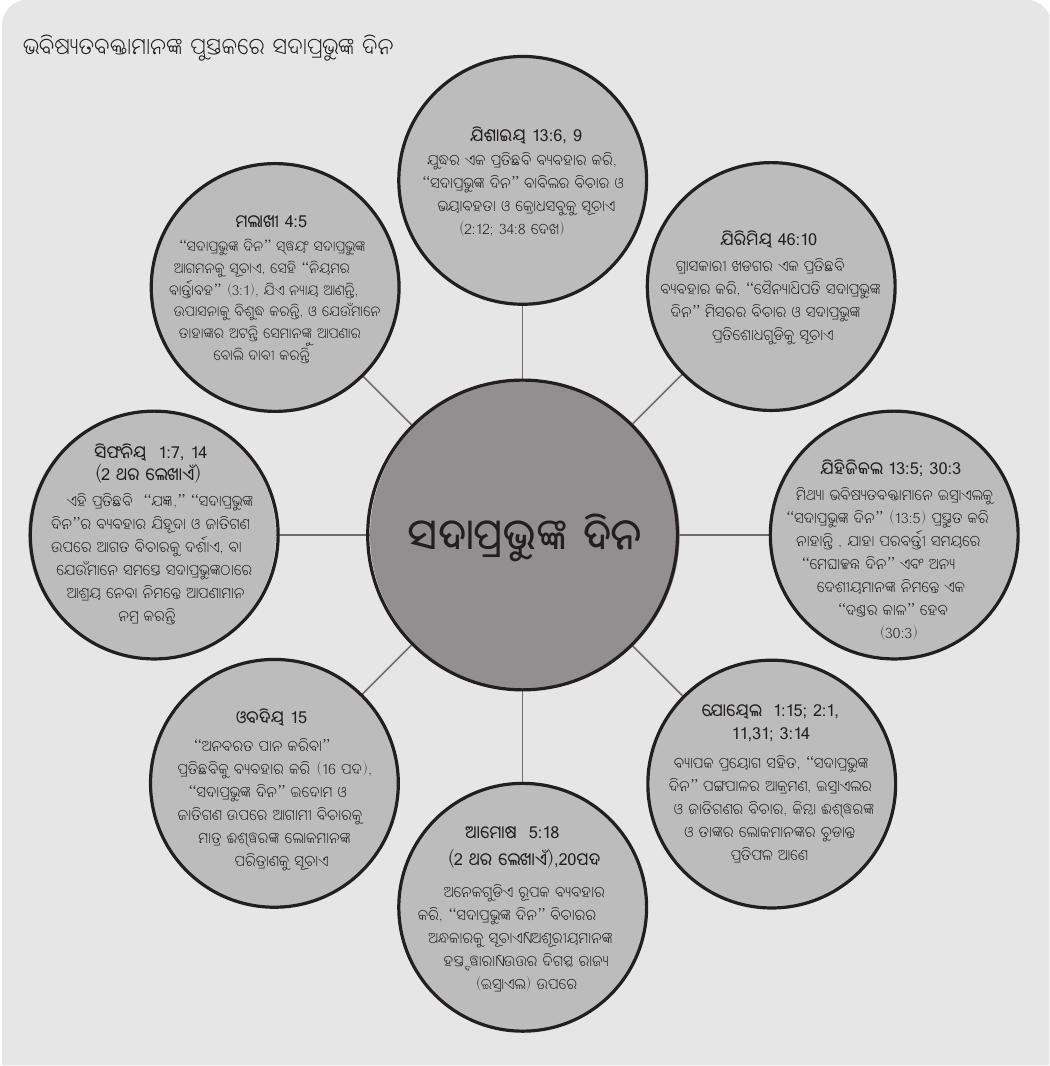 ଭବିଷ୍ୟତବକ୍ତାମାନଙ୍କ ପୁସ୍ତକରେ ସଦାପ୍ରଭୁଙ୍କ ଦିନ
ଯିଶାଇୟ 13:6, 9
ଯୁଦ୍ଧର ଏକ ପ୍ରତିଛବି ବ୍ୟବହାର କରି,
“ସଦାପ୍ରଭୁଙ୍କ ଦିନ” ବାବିଲର ବିଚାର ଓ
ଭୟାବହତା ଓ କ୍ରୋଧସବୁକୁ ସୂଚାଏ
(2:12; 34:8 ଦେଖ)
ଯିରିମିୟ 46:10
ଗ୍ରାସକାରୀ ଖଡଗର ଏକ ପ୍ରତିଛବି
ବ୍ୟବହାର କରି, “ସୈନ୍ୟାଧିପତି ସଦାପ୍ରଭୁଙ୍କ
ଦିନ” ମିସରର ବିଚାର ଓ ସଦାପ୍ରଭୁଙ୍କ
ପ୍ରତିଶୋଧଗୁଡିକୁ ସୂଚାଏ
ଯିହିଜିକଲ 13:5; 30:3
ମିଥ୍ୟା ଭବିଷ୍ୟତବକ୍ତାମାନେ ଇସ୍ରାଏଲକୁ
“ସଦାପ୍ରଭୁଙ୍କ ଦିନ” (13:5) ପ୍ରସ୍ତୁତ କରି
ନାହାନ୍ତି , ଯାହା ପରବର୍ତ୍ତୀ ସମୟରେ
“ମେଘାଚ୍ଛନ୍ନ ଦିନ” ଏବଂ ଅନ୍ୟ
ଦେଶୀୟମାନଙ୍କ ନିମନ୍ତେ ଏକ
“ଦଣ୍ଡର କାଳ” ହେବ
(30:3)
ଯୋୟେଲ 1:15; 2:1,
11,31; 3:14
ବ୍ୟାପକ ପ୍ରୟୋଗ ସହିତ, “ସଦାପ୍ରଭୁଙ୍କ
ଦିନ” ପଙ୍ଗପାଳର ଆକ୍ରମଣ, ଇସ୍ରାଏଲର
ଓ ଜାତିଗଣର ବିଚାର, କିମ୍ବା ଈଶ୍ୱରଙ୍କ
ଓ ତାଙ୍କର ଲୋକମାନଙ୍କର ଚୁଡାନ୍ତ
ପ୍ରତିପଳ ଆଣେ
ଆମୋଷ 5:18
(2 ଥର ଲେଖାଏଁ),20ପଦ
ଅନେକଗୁଡିଏ ରୂପକ ବ୍ୟବହାର
କରି, “ସଦାପ୍ରଭୁଙ୍କ ଦିନ” ବିଚାରର
ଅନ୍ଧକାରକୁ ସୂଚାଏÑଅଶୂରୀୟମାନଙ୍କ
ହସ୍ତଦ୍ୱାରାÑଉତ୍ତର ଦିଗସ୍ଥ ରାଜ୍ୟ
(ଇସ୍ରାଏଲ) ଉପରେ
ଓବଦିୟ 15
“ଅନବରତ ପାନ କରିବା”
ପ୍ରତିଛବିକୁ ବ୍ୟବହାର କରି (16 ପଦ),
“ସଦାପ୍ରଭୁଙ୍କ ଦିନ” ଇଦୋମ ଓ
ଜାତିଗଣ ଉପରେ ଆଗାମୀ ବିଚାରକୁ
ମାତ୍ର ଈଶ୍ୱରଙ୍କ ଲୋକମାନଙ୍କ
ପରିତ୍ରାଣକୁ ସୂଚାଏ
ସିଫନିୟ 1:7, 14
(2 ଥର ଲେଖାଏଁ)
ଏହି ପ୍ରତିଛବି “ଯଜ୍ଞ,” “ସଦାପ୍ରଭୁଙ୍କ
ଦିନ”ର ବ୍ୟବହାର ଯିହୂଦା ଓ ଜାତିଗଣ
ଉପରେ ଆଗତ ବିଚାରକୁ ଦର୍ଶାଏ, ବା
ଯେଉଁମାନେ ସମସ୍ତେ ସଦାପ୍ରଭୁଙ୍କଠାରେ
ଆଶ୍ରୟ ନେବା ନିମନ୍ତେ ଆପଣାମାନ
ନମ୍ର କରନ୍ତି
ମଲାଖୀ 4:5
“ସଦାପ୍ରଭୁଙ୍କ ଦିନ” ସ୍ୱୟଂ ସଦାପ୍ରଭୁଙ୍କ
ଆଗମନକୁ ସୂଚାଏ, ସେହି “ନିୟମର
ବାର୍ତ୍ତାବହ” (3:1), ଯିଏ ନ୍ୟାୟ ଆଣନ୍ତି,
ଉପାସନାକୁ ବିଶୁଦ୍ଧ କରନ୍ତି, ଓ ଯେଉଁମାନେ
ତାହାଙ୍କର ଅଟନ୍ତି ସେମାନଙ୍କୁ ଆପଣାର
ବୋଲି ଦାବୀ କରନ୍ତି
ସଦାପ୍ରଭୁଙ୍କ ଦିନ